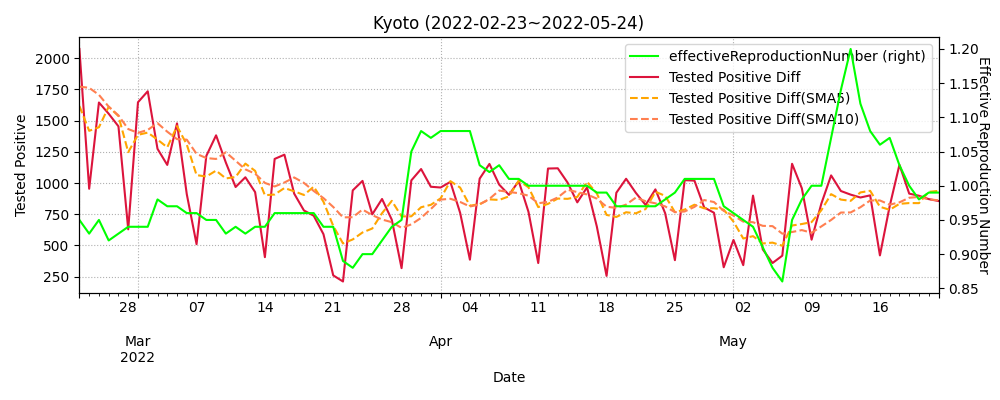 Kyoto (2022-02-23~2022-05-24)
effectiveReproductionNumber (right)
Tested Positive Diff
Tested Positive Diff(SMA5)
Tested Positive Diff(SMA10)
Tested Positive
2000
1750
1500
1250
1000
750
500
250
1.20
1.15
1.10
1.05
1.00
0.95
0.90
0.85
Effective Reproduction Number
28 07 14 21 28 04 11 18 25 02 09 16
Mar Apr May
2022
Date